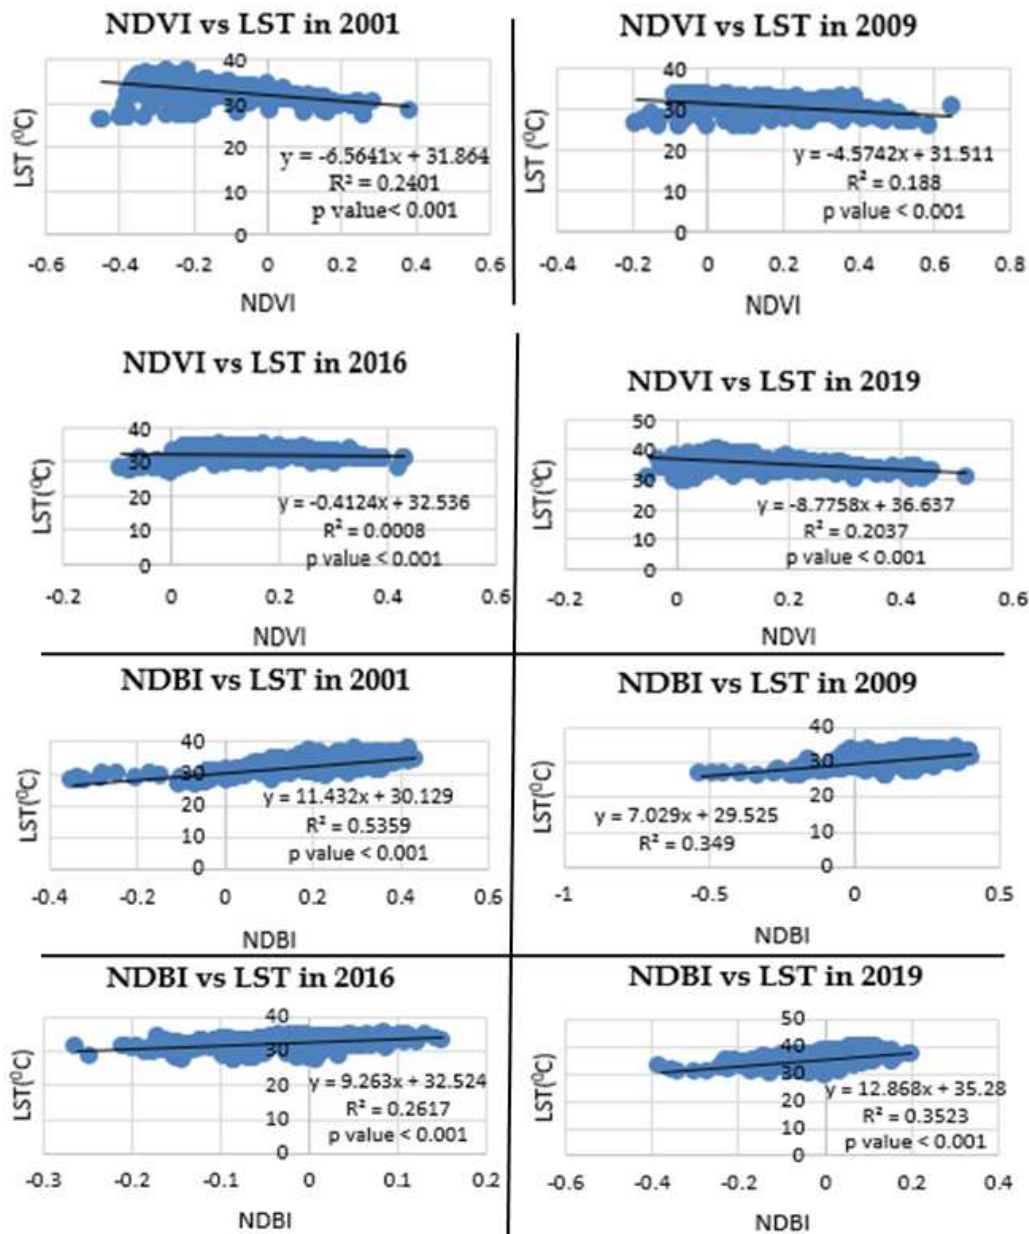 NDVI vs LST in 2001
LST (⁰C)
40
30
20
10
0
y = -6.5641x + 31.864
R² = 0.2401
p value< 0.001
-0.6 -0.4 -0.2 0 0.2 0.4 0.6
NDVI
NDVI vs LST in 2009
LST (⁰C)
40
30
20
10
0
y = -4.5742x + 31.511
R² = 0.188
p value < 0.001
-0.4 -0.2 0 0.2 0.4 0.6 0.8
NDVI
NDVI vs LST in 2016
LST(⁰C)
40
30
20
10
0
y = -0.4124x + 32.536
R² = 0.0008
p value < 0.001
-0.2 0 0.2 0.4 0.6
NDVI
NDVI vs LST in 2019
LST(⁰C)
50
40
30
20
10
0
y = -8.7758x + 36.637
R² = 0.2037
p value < 0.001
-0.2 0 0.2 0.4 0.6
NDVI
NDBI vs LST in 2001
LST(⁰C)
40
30
20
10
0
y = 11.432x + 30.129
R² = 0.5359
p value < 0.001
-0.4 -0.2 0 0.2 0.4 0.6
NDBI
NDBI vs LST in 2009
LST(⁰C)
40
30
20
10
0
y = 7.029x + 29.525
R² = 0.349
-1 -0.5 0 0.5
NDBI
NDBI vs LST in 2016
LST(⁰C)
40
30
20
10
0
y = 9.263x + 32.524
R² = 0.2617
p value < 0.001
-0.3 -0.2 -0.1 0 0.1 0.2
NDBI
NDBI vs LST in 2019
LST(⁰C)
50
40
30
20
10
0
y = 12.868x + 35.28
R² = 0.3523
p value < 0.001
-0.6 -0.4 -0.2 0 0.2 0.4
NDBI